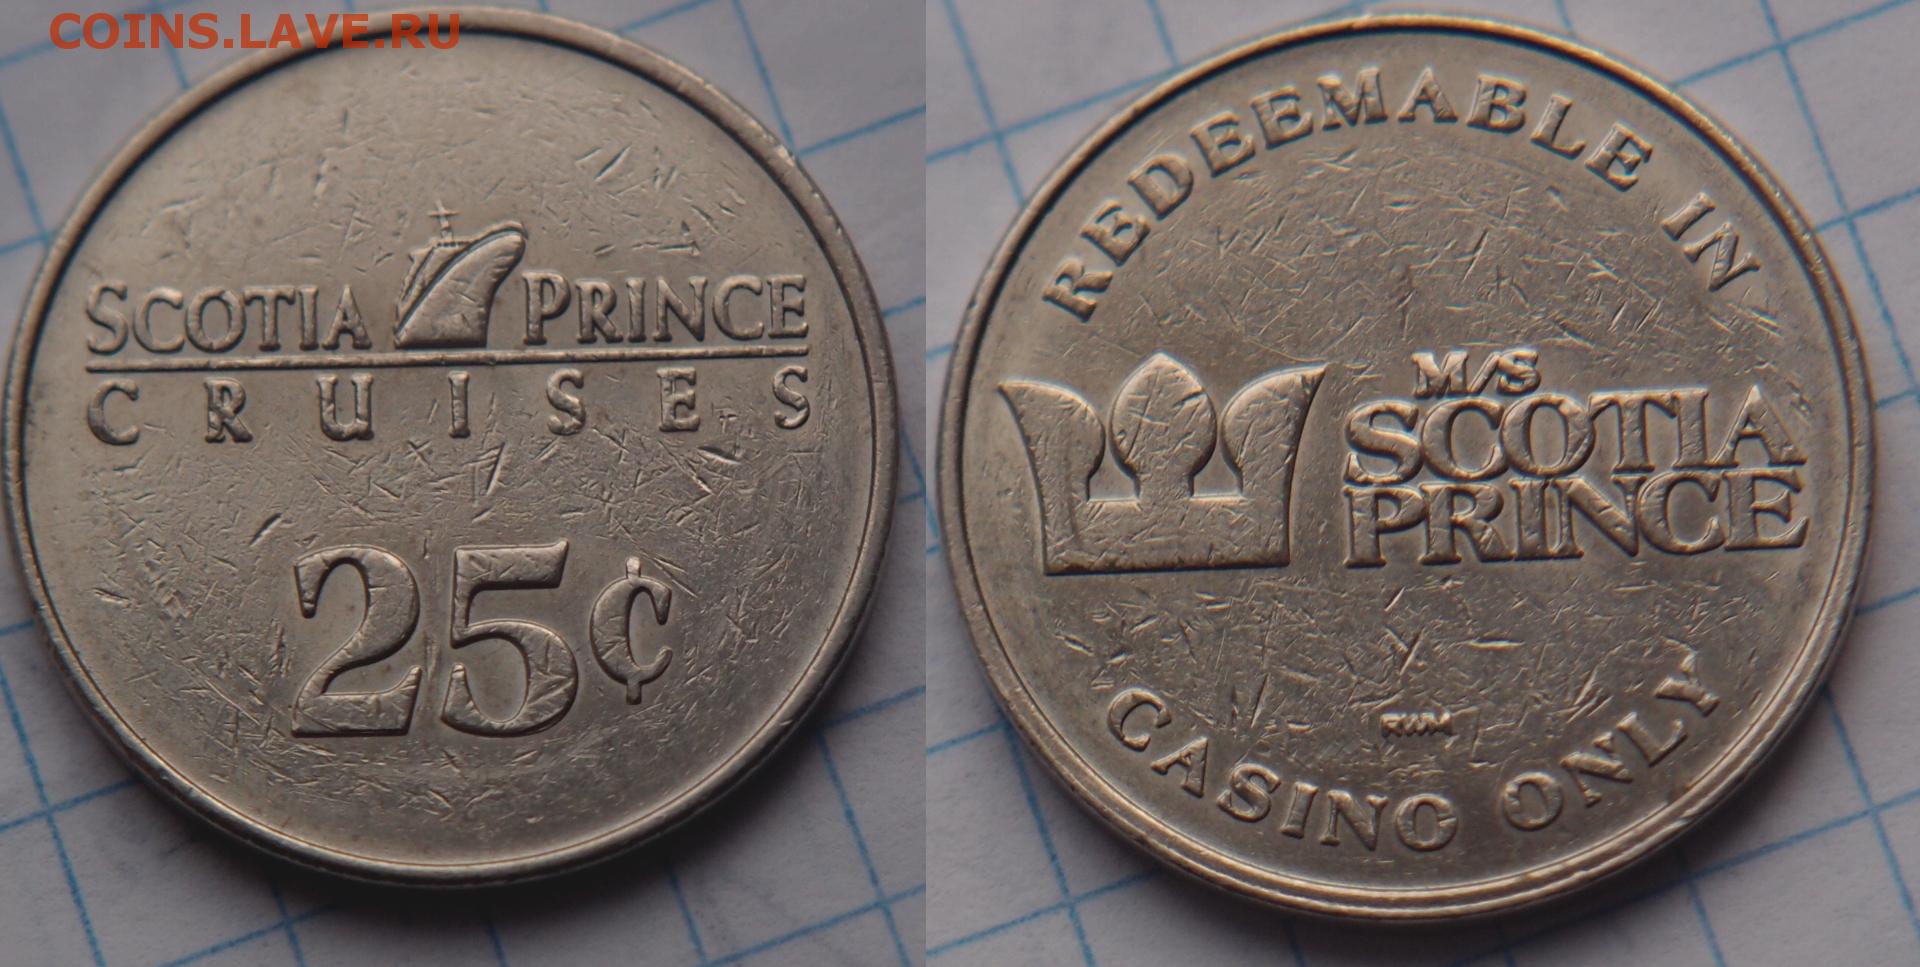 COINS.LAVE.RU
SCOTIA PRINCE
CRUISES
25¢
REDEEMABLE IN
M/S
SCOTIA
PRINCE
RWM
CASINO ONLY